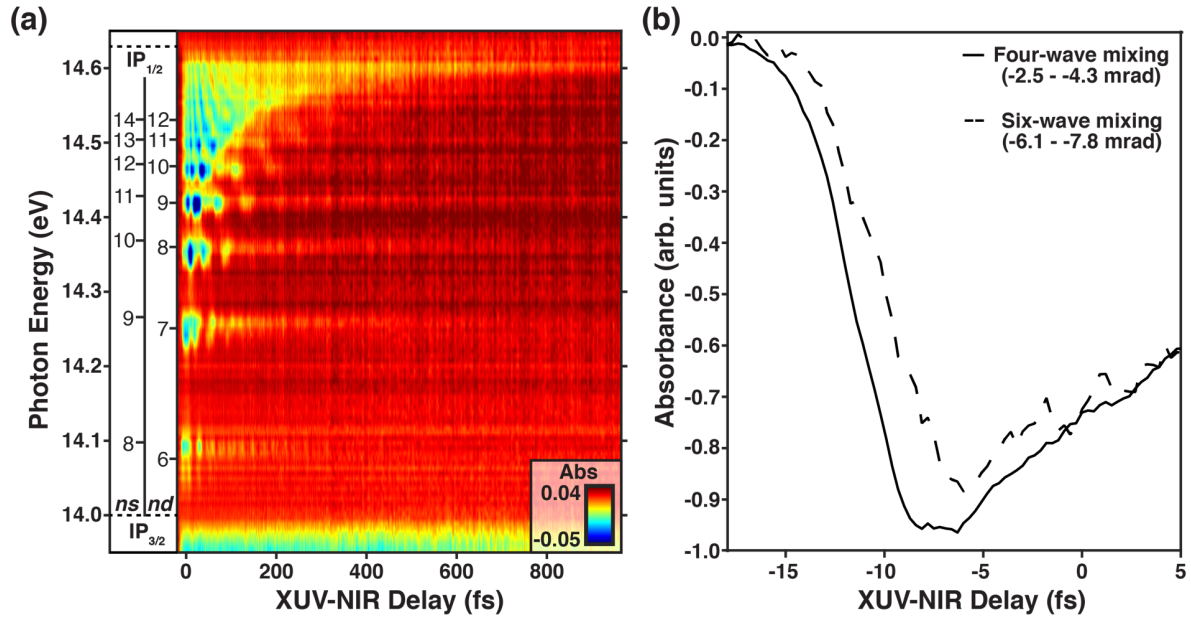 (a)
IP1/2
14.6
14
12
14.5
13
11
12
10
11
9
14.4
10
8
14.3
9
7
14.2
14.1
8
6
ns
nd
14.0
IP3/2
Photon Energy (eV)
Abs
0.04
-0.05
0
200
400
600
800
XUV-NIR Delay (fs)
(b)
0.0
-0.1
-0.2
-0.3
-0.4
-0.5
-0.6
-0.7
-0.8
-0.9
-1.0
Absorbance (arb. units)
Four-wave mixing
(-2.5 - -4.3 mrad)
Six-wave mixing
(-6.1 - -7.8 mrad)
-15
-10
-5
0
5
XUV-NIR Delay (fs)